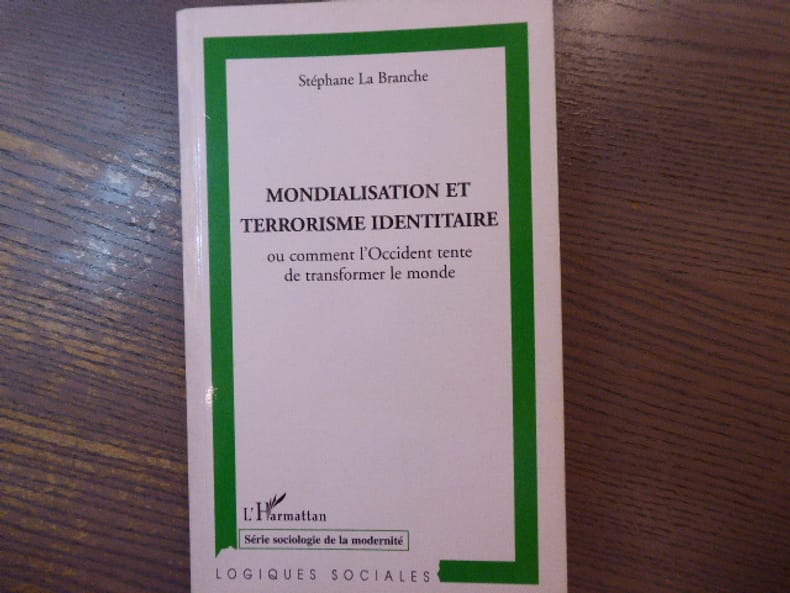 Stéphane La Branche
MONDIALISATION ET
TERRORISME IDENTITAIRE
ou comment l'Occident tente
de transformer le monde
L'Harmattan
Série sociologie de la modernité
LOGIQUES SOCIALES